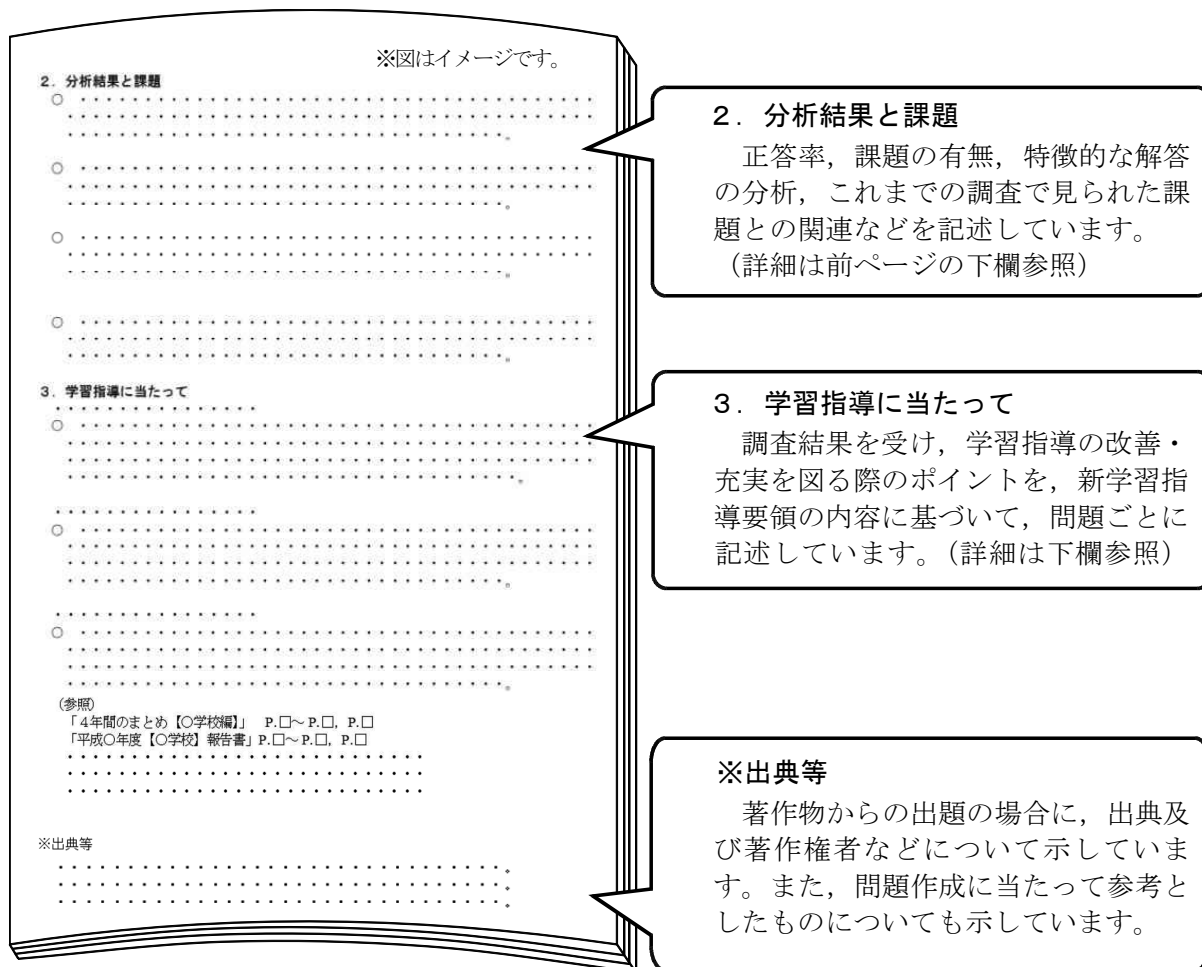 ※図はイメージです。
２．分析結果と課題
３．学習指導に当たって
(参照)
「４年間のまとめ【○学校編】」　P.□～P.□，P.□
「平成○年度【○学校】報告書」P.□～P.□，P.□
※出典等
２．分析結果と課題
正答率，課題の有無，特徴的な解答
の分析，これまでの調査で見られた課
題との関連などを記述しています。
（詳細は前ページの下欄参照）
３．学習指導に当たって
調査結果を受け，学習指導の改善・
充実を図る際のポイントを，新学習指
導要領の内容に基づいて，問題ごとに
記述しています。（詳細は下欄参照）
※出典等
著作物からの出題の場合に，出典及
び著作権者などについて示していま
す。また，問題作成に当たって参考と
したものについても示しています。